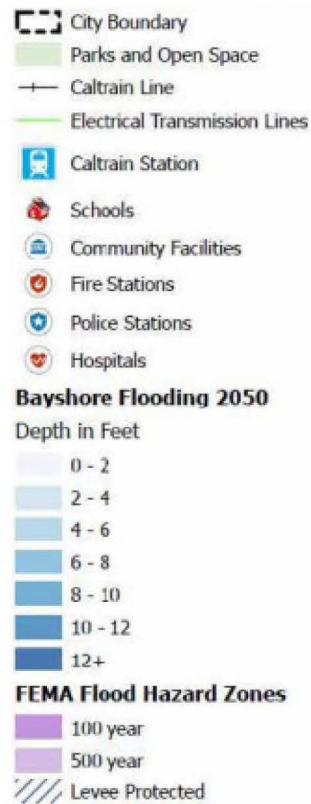 City Boundary
Parks and Open Space
Caltrain Line
Electrical Transmission Lines
Caltrain Station
Schools
Community Facilities
Fire Stations
Police Stations
Hospitals
Bayshore Flooding 2050
Depth in Feet
0 - 2
2 - 4
4 - 6
6 - 8
8 - 10
10 - 12
12+
FEMA Flood Hazard Zones
100 year
500 year
Levee Protected